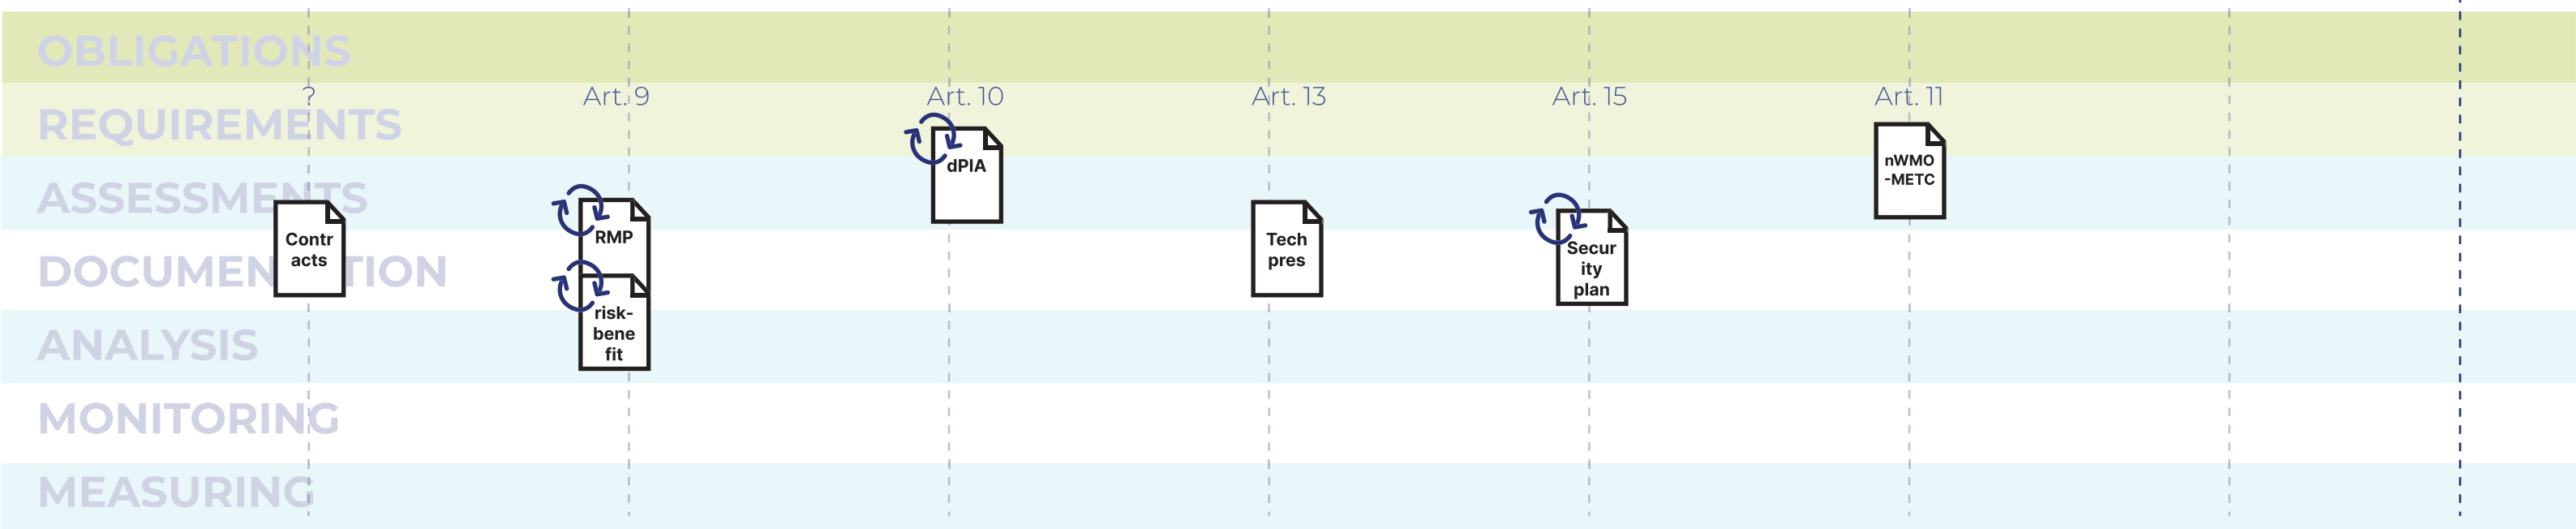 OBLIGATIONS
?
Art. 9
Art. 10
Art. 13
Art. 15
Art. 11
REQUIREMENTS
dPIA
nWMO
-METC
ASSESSMENTS
Contr
acts
RMP
Tech
pres
Secur
ity
plan
DOCUMENTATION
risk-
bene
fit
ANALYSIS
MONITORING
MEASURING